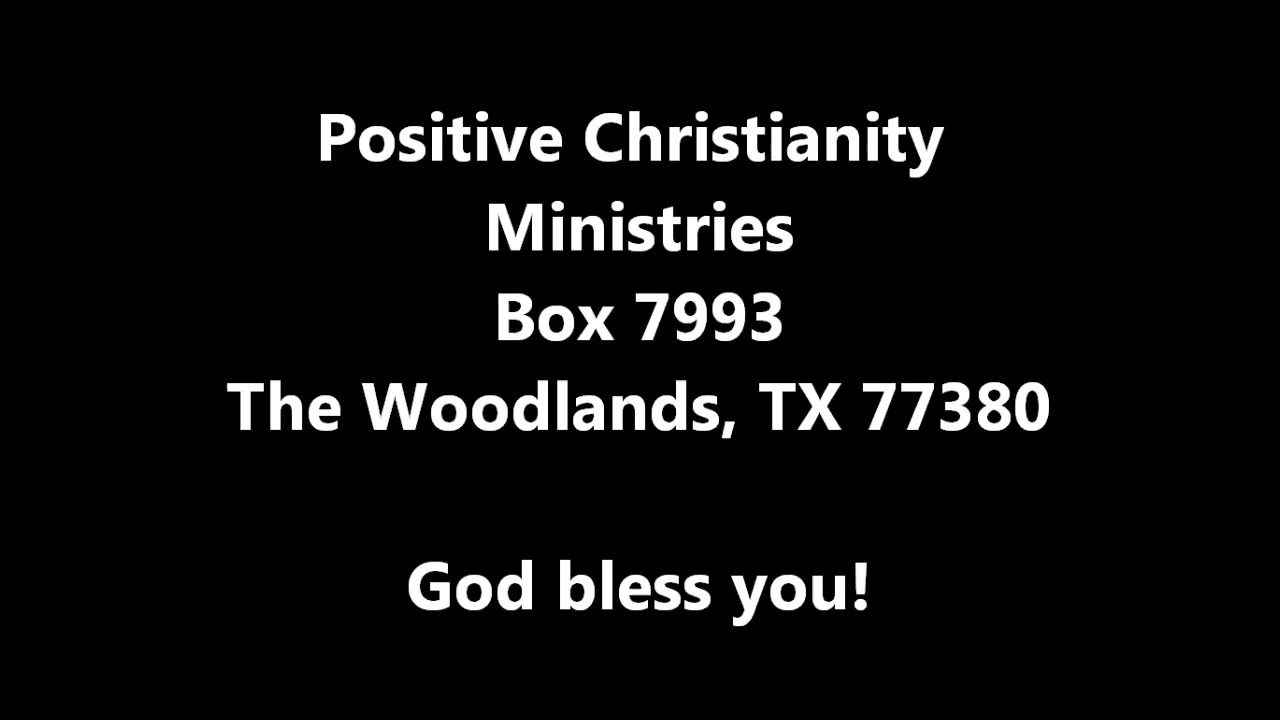 Positive Christianity
Ministries
Box 7993
The Woodlands, TX 77380
God bless you!